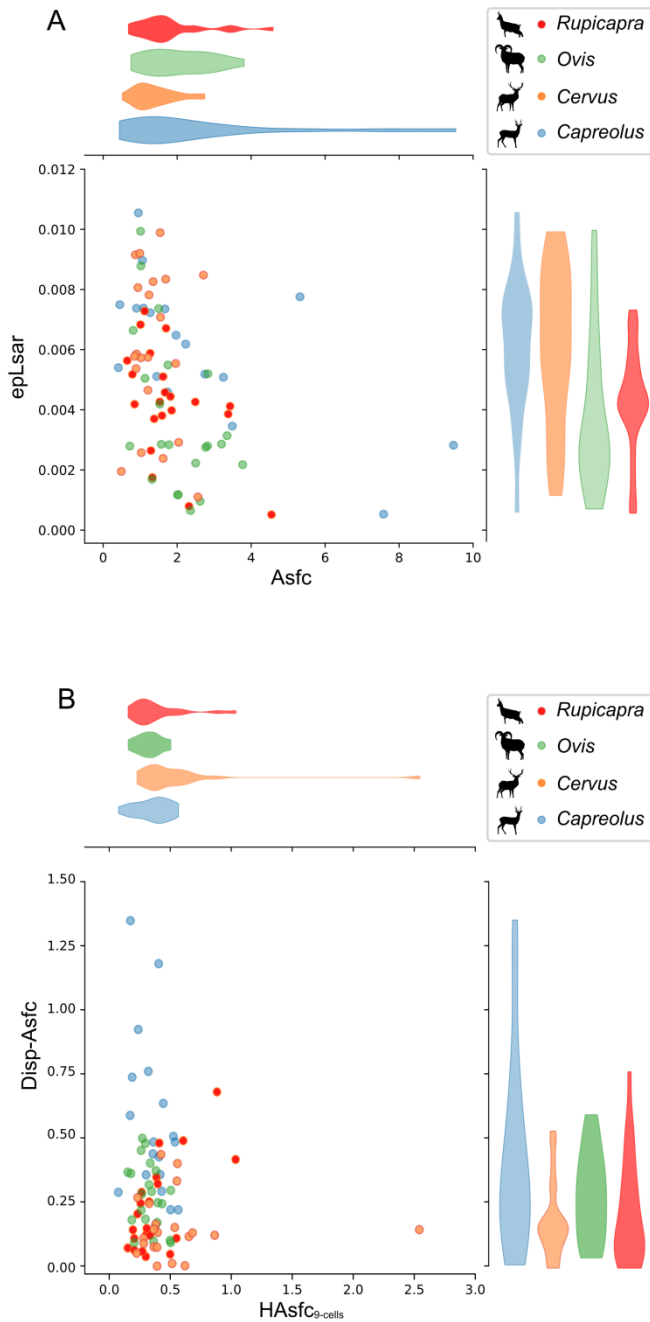 A
Rupicapra
Ovis
Cervus
Capreolus
0.012
0.010
0.008
0.006
0.004
0.002
0.000
epLsar
0 2 4 6 8 10
Asfc
B
Rupicapra
Ovis
Cervus
Capreolus
1.50
1.25
1.00
0.75
0.50
0.25
0.00
Disp-Asfc
0.0 0.5 1.0 1.5 2.0 2.5 3.0
HAsfc9-cells